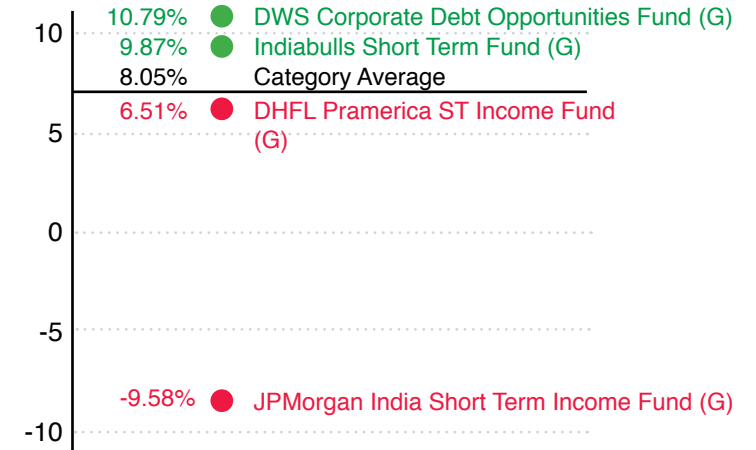 10.79% DWS Corporate Debt Opportunities Fund (G)
10
9.87% Indiabulls Short Term Fund (G)
8.05% Category Average
6.51% DHFL Pramerica ST Income Fund
(G)
5
0
-5
-9.58% JPMorgan India Short Term Income Fund (G)
-10